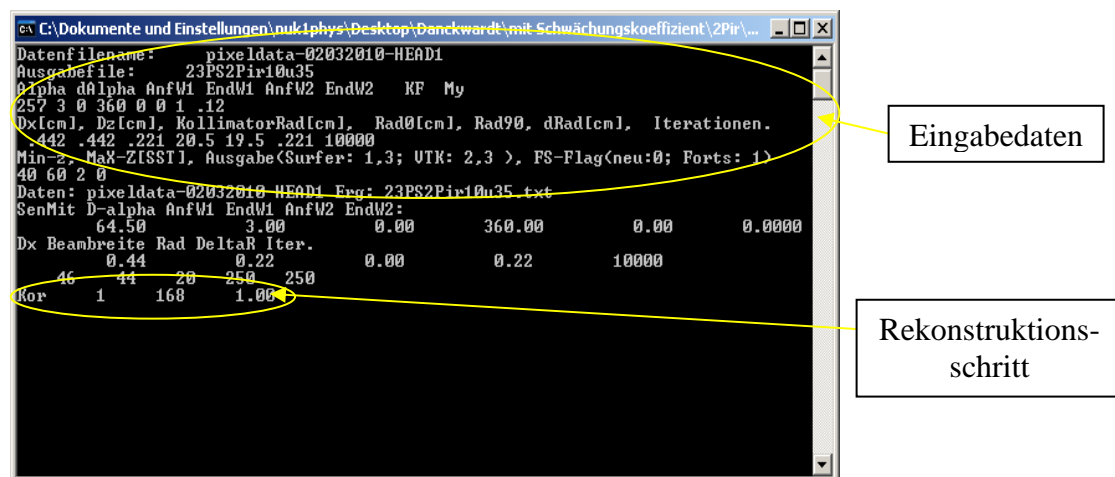 C:\Dokumente und Einstellungen\nuk1phys\Desktop\Danckwardt\mit Schwächungskoeffizient\2Pir\...
Datenfilename: pixeldata-02032010-HEAD1
Ausgabefile: 23PS2Pir10u35
Alpha dAlpha AnfW1 EndW1 AnfW2 EndW2 KF My
257 3 0 360 0 0 1 .12
Dx[cm], Dz[cm], KollimatorRad[cm], Rad0[cm], Rad90, dRad[cm], Iterationen.
.442 .442 .221 20.5 19.5 .221 10000
Min-z, MaX-Z[SST], Ausgabe(Surfer: 1,3; VTK: 2,3 ), FS-Flag(neu:0; Forts: 1)
40 60 2 0
Daten: pixeldata-02032010-HEAD1 Erg: 23PS2Pir10u35.txt
SenMit D-alpha AnfW1 EndW1 AnfW2 EndW2:
64.50 3.00 0.00 360.00 0.00 0.0000
Dx Beambreite Rad DeltaR Iter.
0.44 0.22 0.00 0.22 10000
46 44 20 250 250
Kor 1 168 1.00
Eingabedaten
Rekonstruktions-
schritt